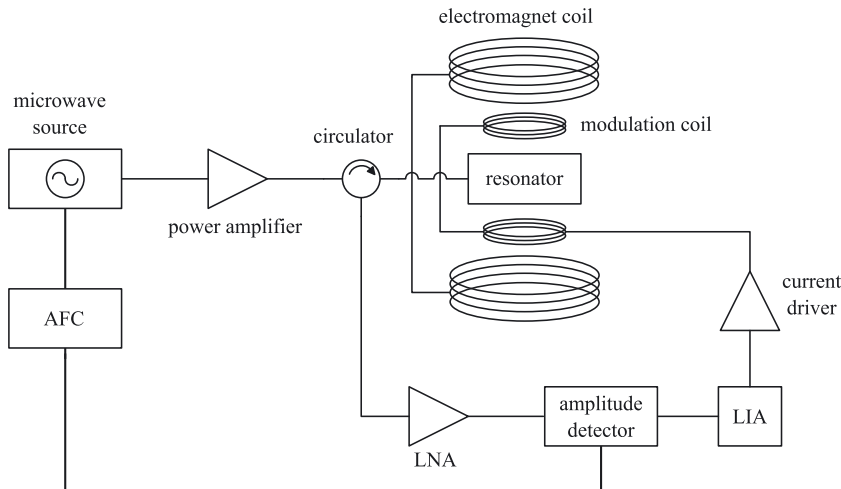 electromagnet coil
microwave
source
circulator
modulation coil
resonator
power amplifier
AFC
current
driver
amplitude
detector
LIA
LNA